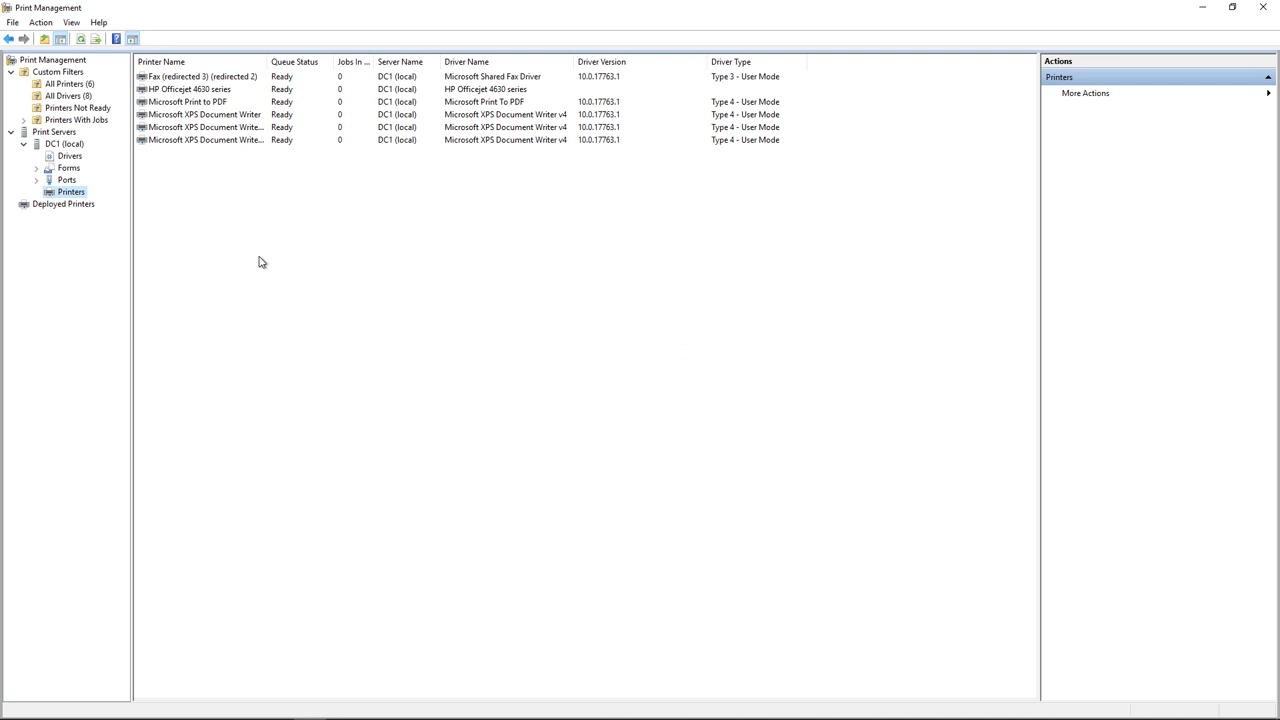 Print Management
File Action View Help
Print Management
Custom Filters
All Printers (6)
All Drivers (8)
Printers Not Ready
Printers With Jobs
Print Servers
DC1 (local)
Drivers
Forms
Ports
Printers
Deployed Printers
Printer Name Queue Status Jobs In ... Server Name Driver Name Driver Version Driver Type
Fax (redirected 3) (redirected 2) Ready 0 DC1 (local) Microsoft Shared Fax Driver 10.0.17763.1 Type 3 - User Mode
HP Officejet 4630 series Ready 0 DC1 (local) HP Officejet 4630 series
Microsoft Print to PDF Ready 0 DC1 (local) Microsoft Print To PDF 10.0.17763.1 Type 4 - User Mode
Microsoft XPS Document Writer Ready 0 DC1 (local) Microsoft XPS Document Writer v4 10.0.17763.1 Type 4 - User Mode
Microsoft XPS Document Write... Ready 0 DC1 (local) Microsoft XPS Document Writer v4 10.0.17763.1 Type 4 - User Mode
Microsoft XPS Document Write... Ready 0 DC1 (local) Microsoft XPS Document Writer v4 10.0.17763.1 Type 4 - User Mode
Actions
Printers
More Actions